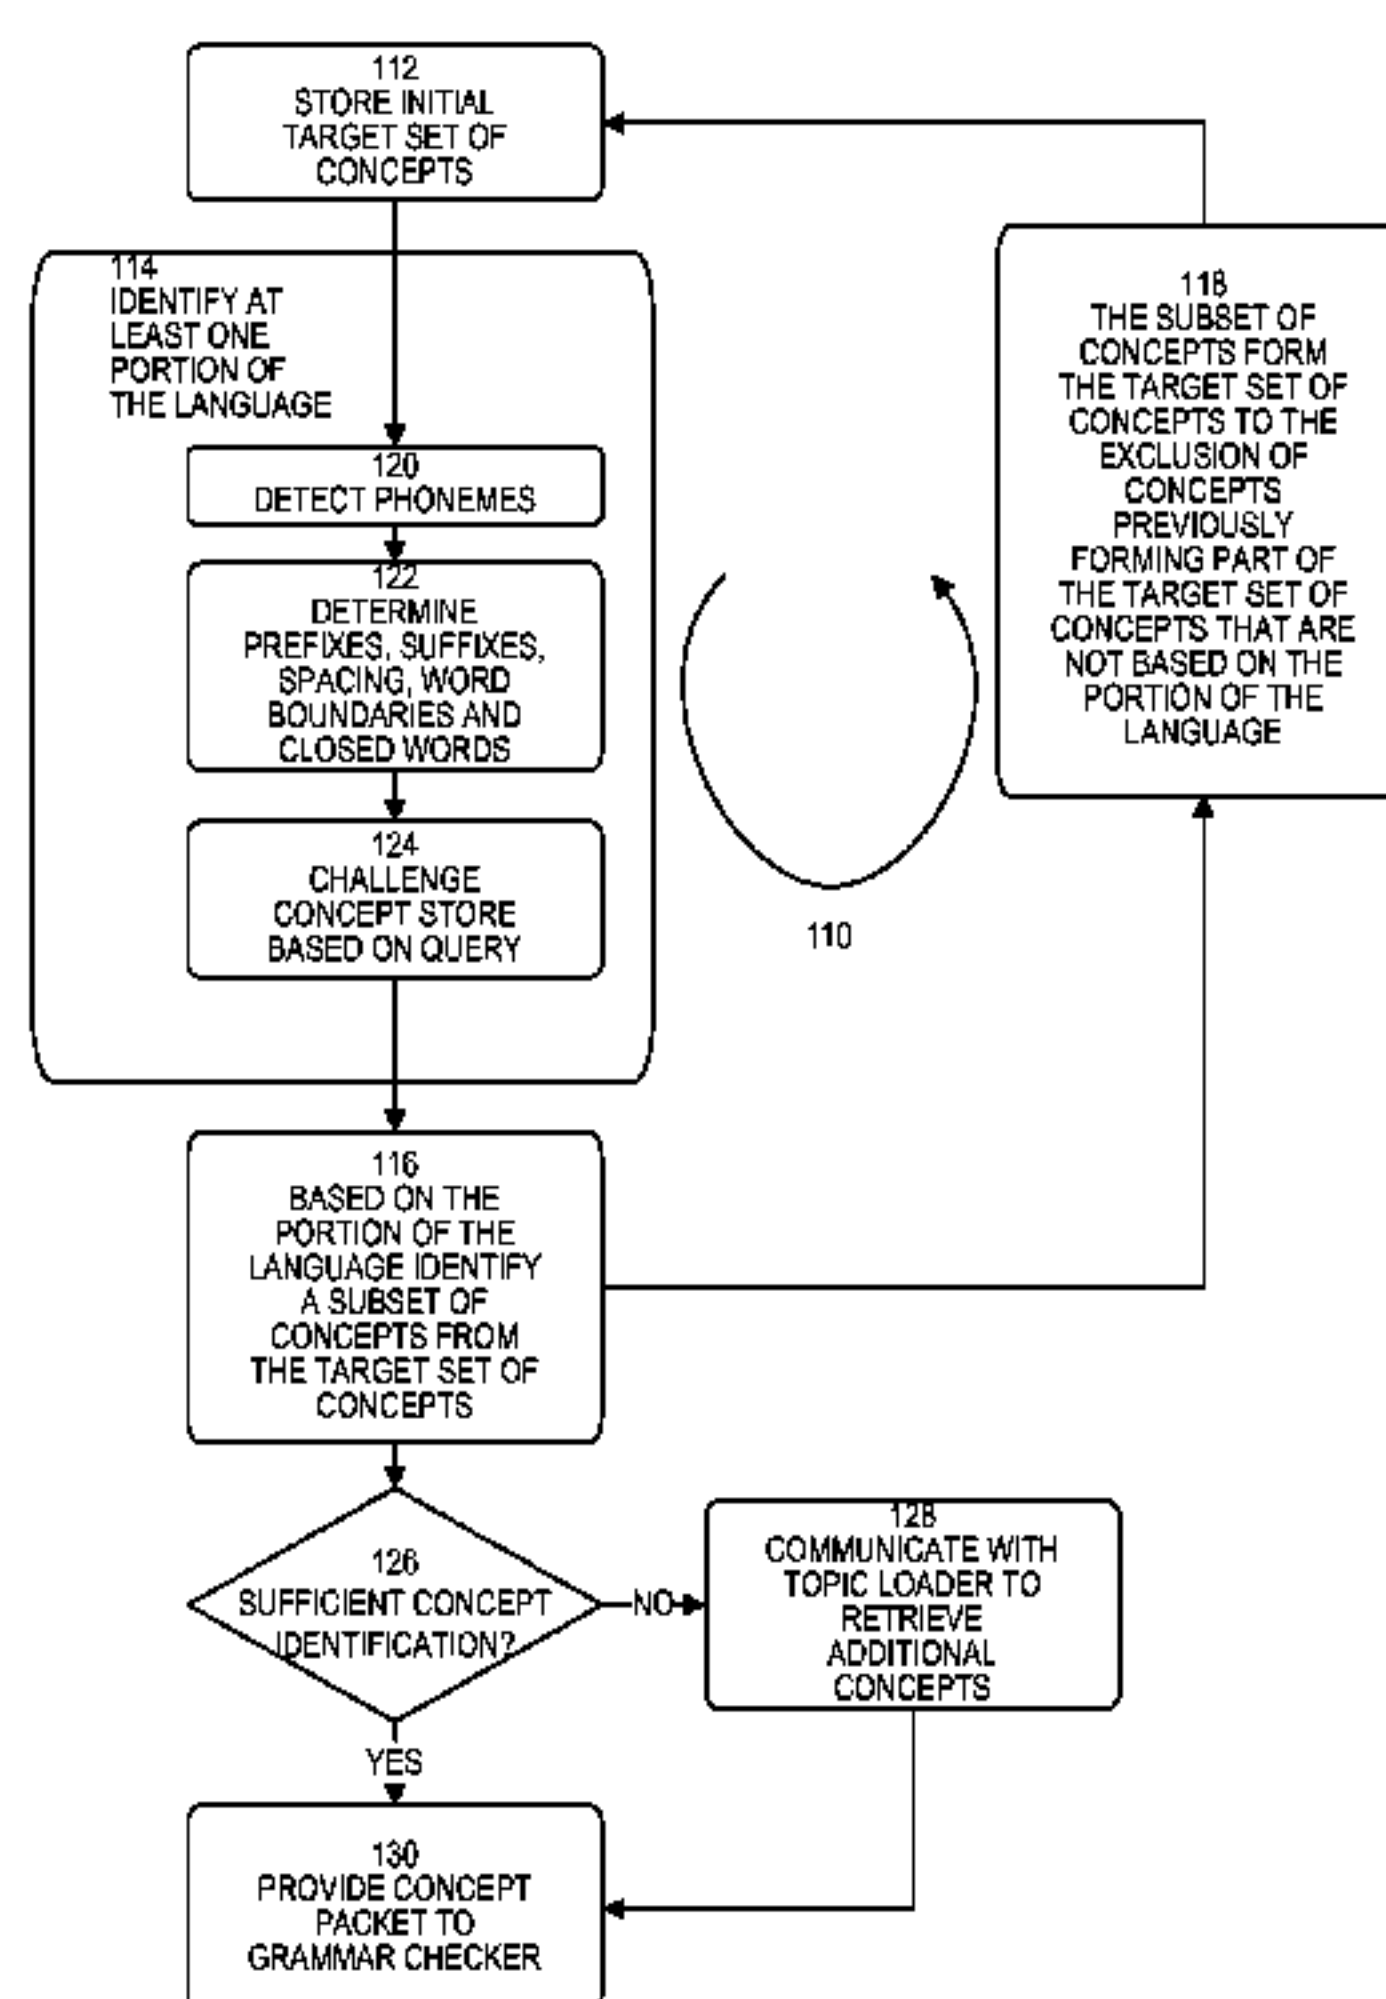 112
STORE INITIAL
TARGET SET OF
CONCEPTS
114
IDENTIFY AT
LEAST ONE
PORTION OF
THE LANGUAGE
120
DETECT PHONEMES
122
DETERMINE
PREFIXES, SUFFIXES,
SPACING, WORD
BOUNDARIES AND
CLOSED WORDS
124
CHALLENGE
CONCEPT STORE
BASED ON QUERY
110
118
THE SUBSET OF
CONCEPTS FORM
THE TARGET SET OF
CONCEPTS TO THE
EXCLUSION OF
CONCEPTS
PREVIOUSLY
FORMING PART OF
THE TARGET SET OF
CONCEPTS THAT ARE
NOT BASED ON THE
PORTION OF THE
LANGUAGE
116
BASED ON THE
PORTION OF THE
LANGUAGE IDENTIFY
A SUBSET OF
CONCEPTS FROM
THE TARGET SET OF
CONCEPTS
126
SUFFICIENT CONCEPT
IDENTIFICATION?
NO
128
COMMUNICATE WITH
TOPIC LOADER TO
RETRIEVE
ADDITIONAL
CONCEPTS
YES
130
PROVIDE CONCEPT
PACKET TO
GRAMMAR CHECKER